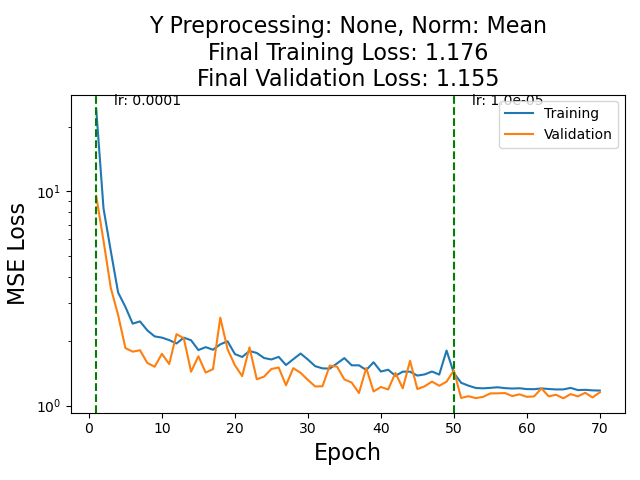 Y Preprocessing: None, Norm: Mean
Final Training Loss: 1.176
Final Validation Loss: 1.155
lr: 0.0001
lr: 1.0e-05
Training
Validation
10¹
10⁰
MSE Loss
0 10 20 30 40 50 60 70
Epoch